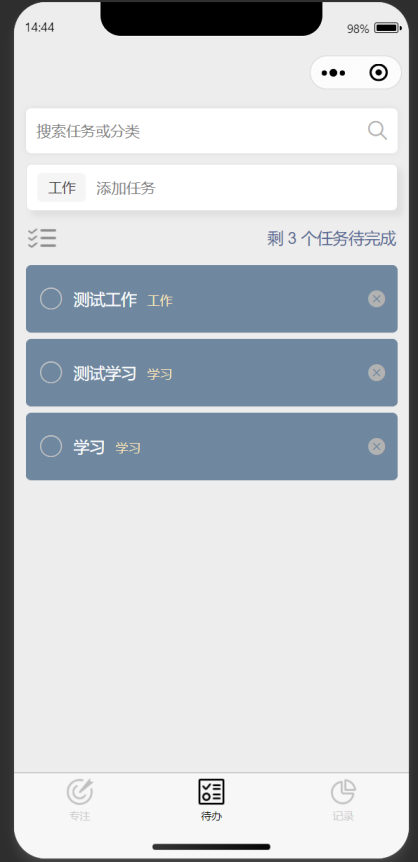 14:44
98%
搜索任务或分类
工作 添加任务
剩 3 个任务待完成
测试工作 工作
测试学习 学习
学习 学习
专注 待办 记录